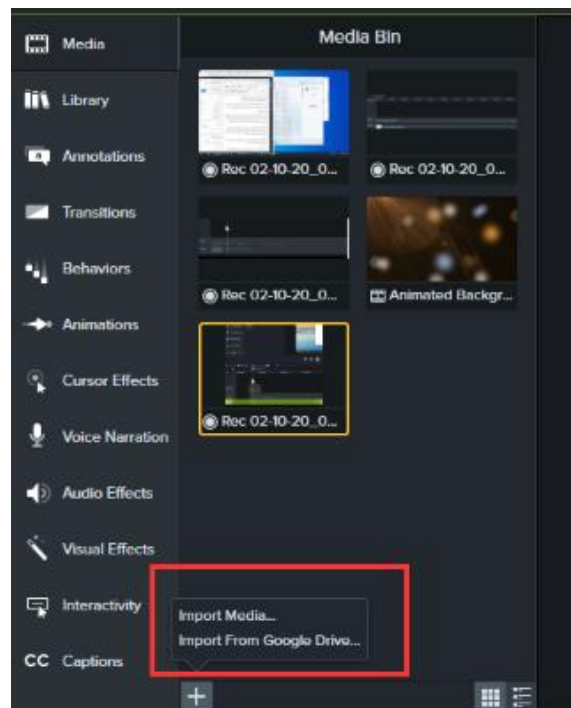 Media
Media Bin
Library
Annotations
Transitions
Behaviors
Animations
Cursor Effects
Voice Narration
Audio Effects
Visual Effects
Interactivity
CC Captions
Rec 02-10-20_0...
Rec 02-10-20_0...
Rec 02-10-20_0...
Animated Backgr...
Rec 02-10-20_0...
Import Media...
Import From Google Drive...